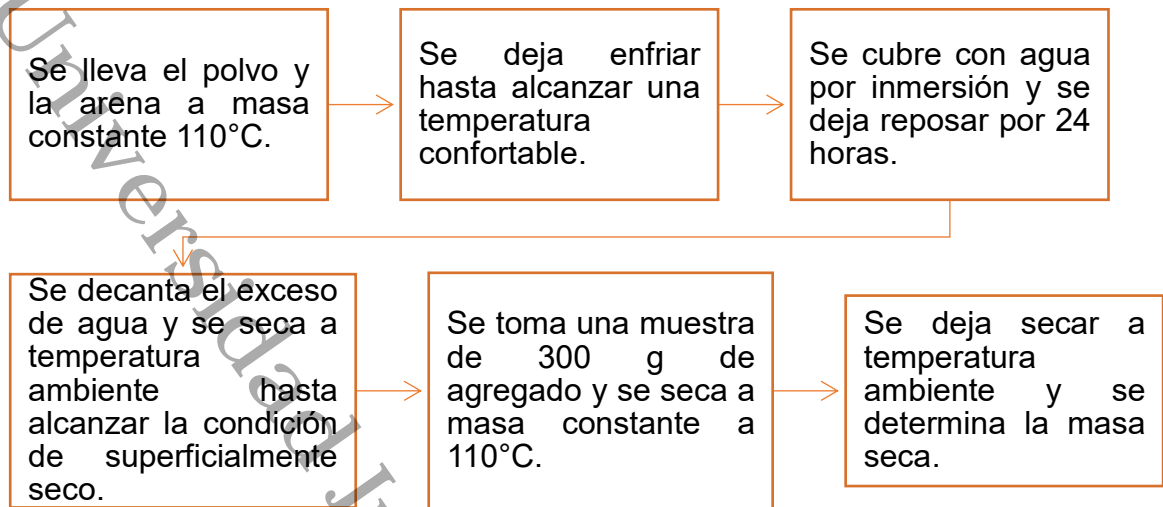 Se lleva el polvo y
la arena a masa
constante 110°C.
Se deja enfriar
hasta alcanzar una
temperatura
confortable.
Se cubre con agua
por inmersión y se
deja reposar por 24
horas.
Se decanta el exceso
de agua y se seca a
temperatura
ambiente hasta
alcanzar la condición
de superficialmente
seco.
Se toma una muestra
de 300 g de
agregado y se seca a
masa constante a
110°C.
Se deja secar a
temperatura
ambiente y se
determina la masa
seca.
Universidad